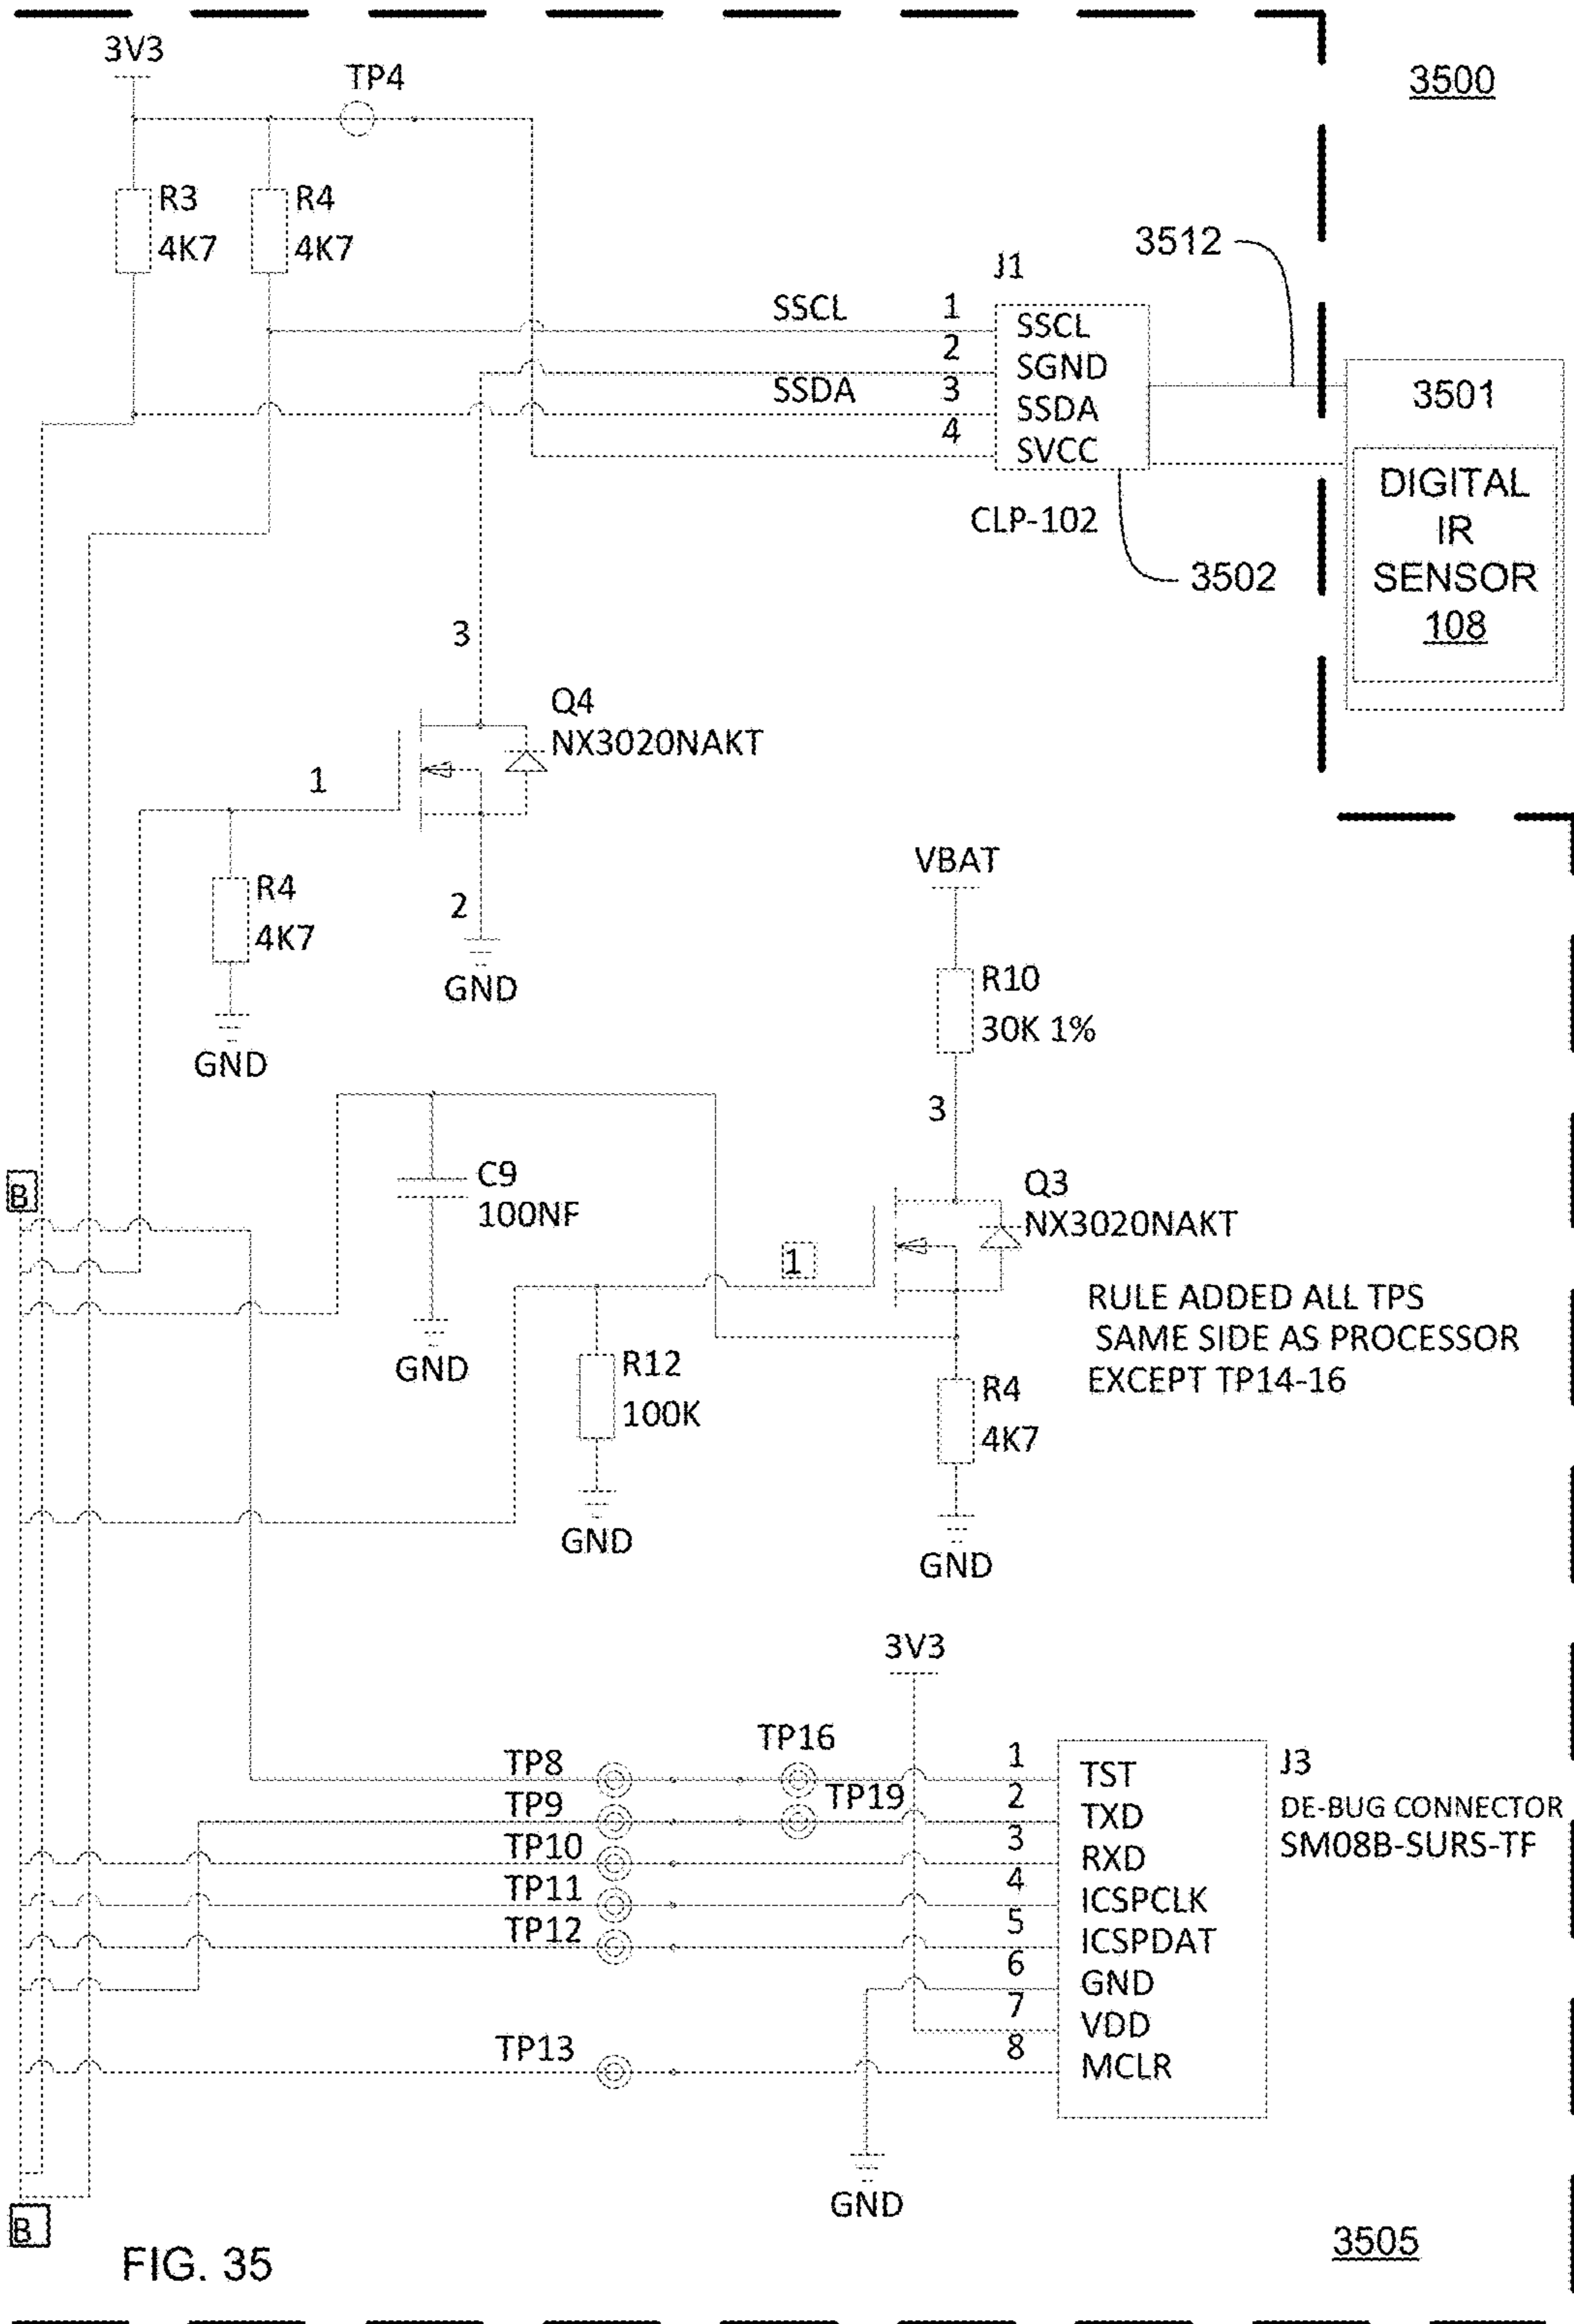 3V3
TP4
3500
R3
4K7
R4
4K7
3512
J1
SSCL
1
SSCL
2
SGND
SSDA
3
SSDA
4
SVCC
3501
DIGITAL
IR
SENSOR
108
CLP-102
3502
3
Q4
NX3020NAKT
1
R4
4K7
2
GND
GND
VBAT
R10
30K 1%
3
B
C9
100NF
Q3
NX3020NAKT
1
GND
RULE ADDED ALL TPS
SAME SIDE AS PROCESSOR
EXCEPT TP14-16
R12
100K
R4
4K7
GND
GND
3V3
TP8
TP16
1
TST
J3
TP9
TP19
2
TXD
DE-BUG CONNECTOR
TP10
3
RXD
SM08B-SURS-TF
TP11
4
ICSPCLK
TP12
5
ICSPDAT
6
GND
7
VDD
TP13
8
MCLR
GND
B
FIG. 35
3505